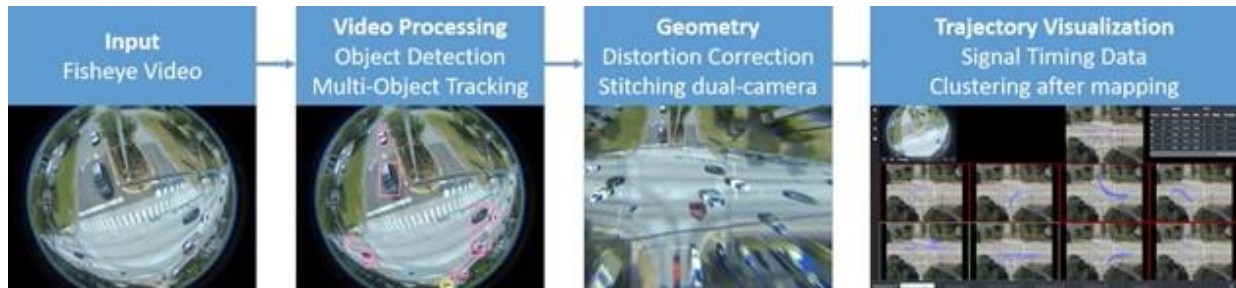 Input
Fisheye Video
Video Processing
Object Detection
Multi-Object Tracking
Geometry
Distortion Correction
Stitching dual-camera
Trajectory Visualization
Signal Timing Data
Clustering after mapping